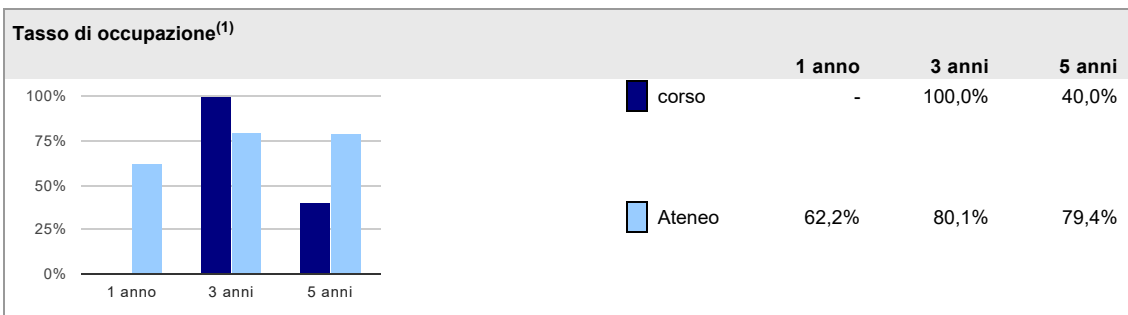 Tasso di occupazione(1)
1 anno 3 anni 5 anni
100%
75%
50%
25%
0%
1 anno 3 anni 5 anni
corso - 100,0% 40,0%
Ateneo 62,2% 80,1% 79,4%